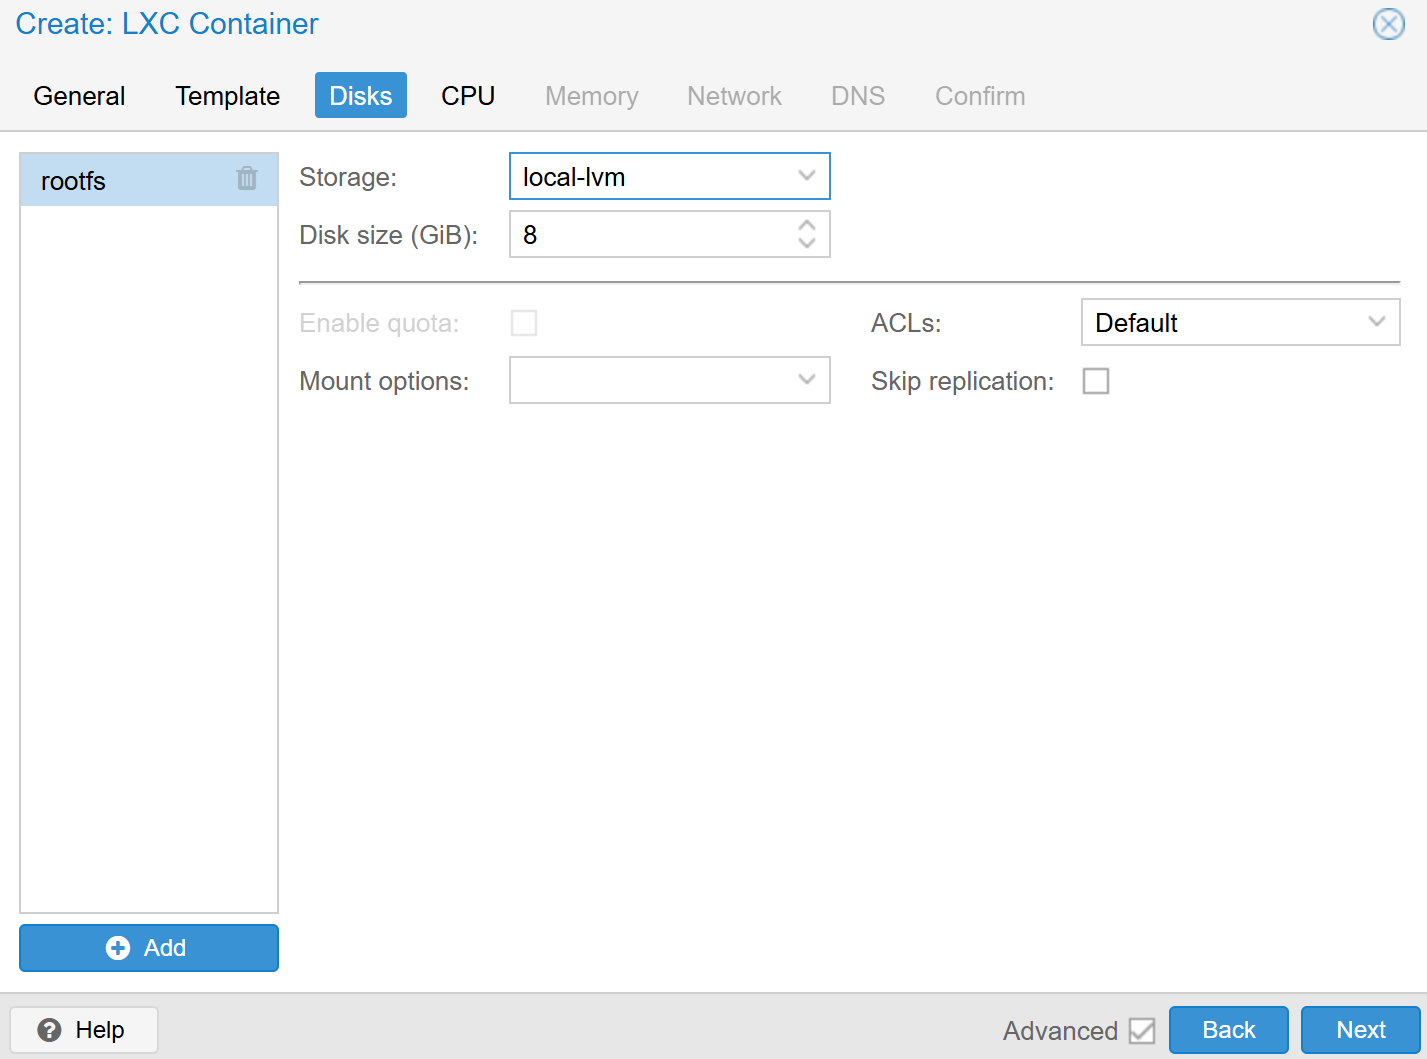 Create: LXC Container
General Template Disks CPU Memory Network DNS Confirm
rootfs
Storage: local-lvm
Disk size (GiB): 8
Enable quota: ACLs: Default
Mount options: Skip replication:
Add
Help Advanced Back Next